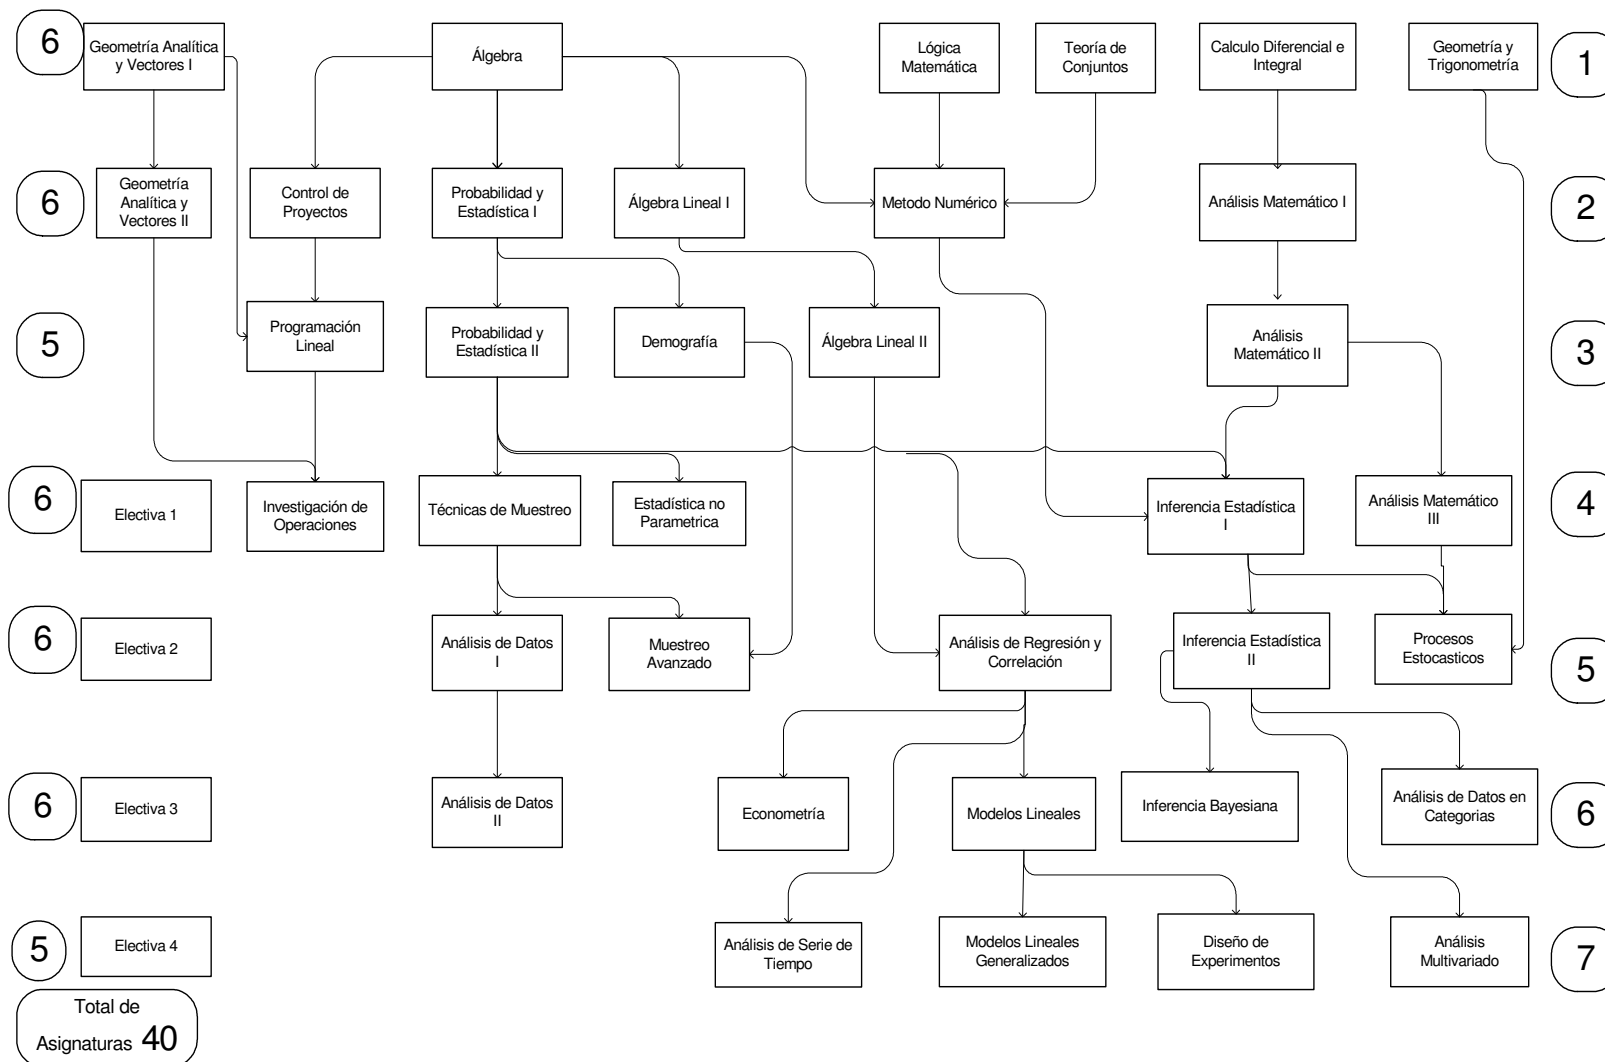 6
Geometría Analítica
y Vectores I
Álgebra
Lógica
Matemática
Teoría de
Conjuntos
Calculo Diferencial e
Integral
Geometría y
Trigonometría
1
6
Geometría
Analítica y
Vectores II
Control de
Proyectos
Probabilidad y
Estadística I
Álgebra Lineal I
Metodo Numérico
Análisis Matemático I
2
5
Programación
Lineal
Probabilidad y
Estadística II
Demografía
Álgebra Lineal II
Análisis
Matemático II
3
6
Electiva 1
Investigación de
Operaciones
Técnicas de Muestreo
Estadística no
Parametrica
Inferencia Estadística
I
Análisis Matemático
III
4
6
Electiva 2
Análisis de Datos
I
Muestreo
Avanzado
Análisis de Regresión y
Correlación
Inferencia Estadística
II
Procesos
Estocasticos
5
6
Electiva 3
Análisis de Datos
II
Econometría
Modelos Lineales
Inferencia Bayesiana
Análisis de Datos en
Categorias
6
5
Electiva 4
Análisis de Serie de
Tiempo
Modelos Lineales
Generalizados
Diseño de
Experimentos
Análisis
Multivariado
7
Total de
Asignaturas 40